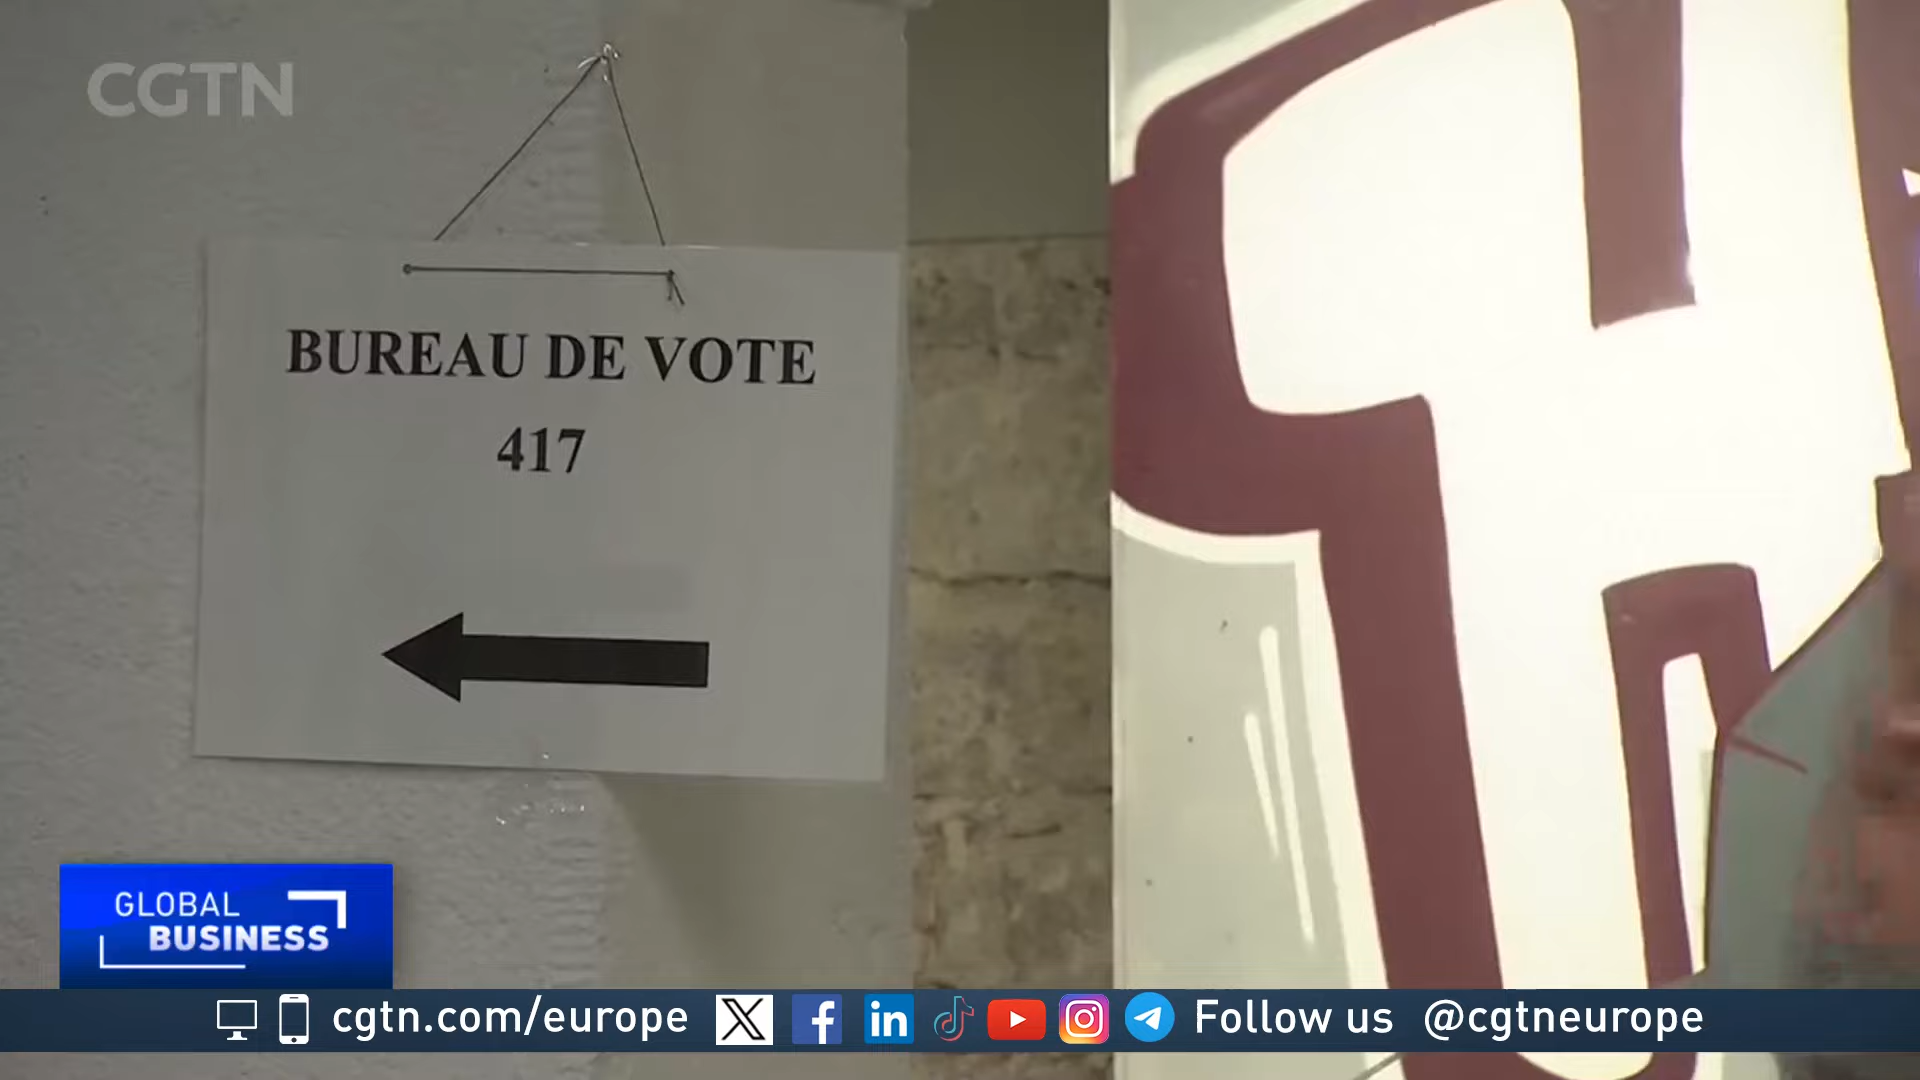 CGTN
BUREAU DE VOTE
417
GLOBAL
BUSINESS
cgtn.com/europe Follow us @cgtneurope